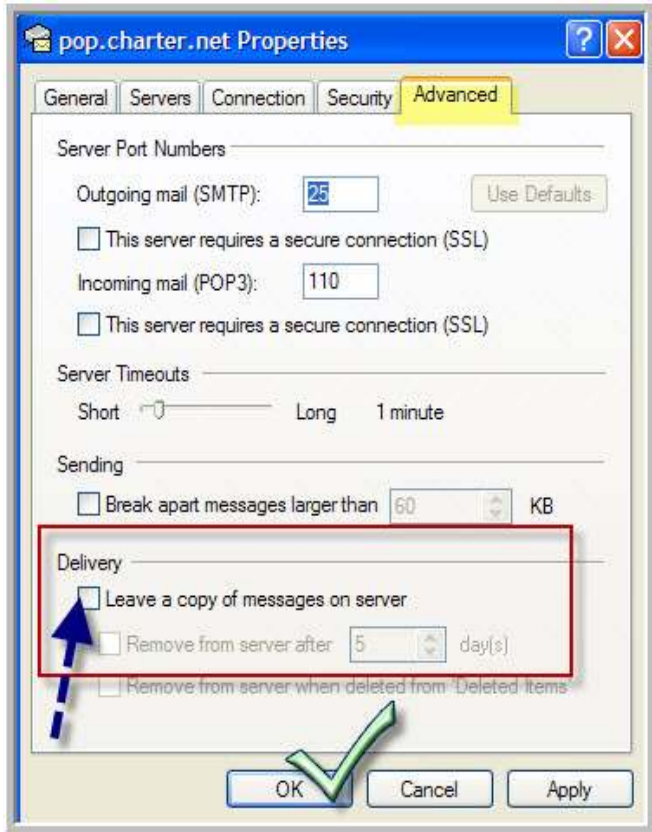 pop.charter.net Properties
General Servers Connection Security Advanced
Server Port Numbers
Outgoing mail (SMTP): 25 Use Defaults
This server requires a secure connection (SSL)
Incoming mail (POP3): 110
This server requires a secure connection (SSL)
Server Timeouts
Short Long 1 minute
Sending
Break apart messages larger than 60 KB
Delivery
Leave a copy of messages on server
Remove from server after 5 day(s)
Remove from server when deleted from 'Deleted Items'
OK Cancel Apply